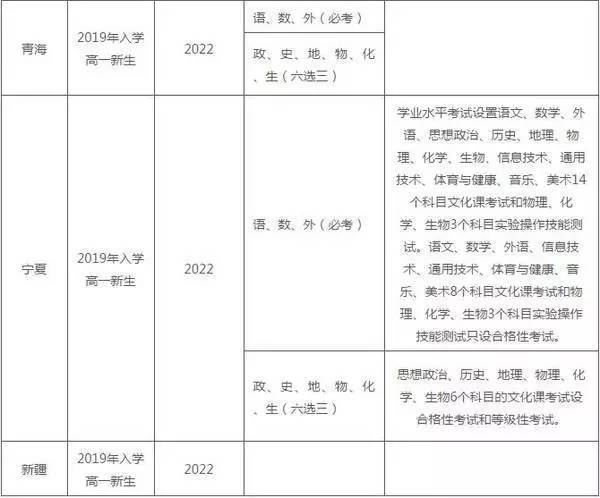 青海
2019年入学
高一新生
2022
语、数、外（必考）
政、史、地、物、化
、生（六选三）
宁夏
2019年入学
高一新生
2022
语、数、外（必考）
学业水平考试设置语文、数学、外
语、思想政治、历史、地理、物
理、化学、生物、信息技术、通用
技术、体育与健康、音乐、美术14
个科目文化课考试和物理、化
学、生物3个科目实验操作技能测
试。语文、数学、外语、信息技
术、通用技术、体育与健康、音
乐、美术8个科目文化课考试和物
理、化学、生物3个科目实验操作
技能测试只设合格性考试。
政、史、地、物、化
、生（六选三）
思想政治、历史、地理、物理、化
学、生物6个科目的文化课考试设
合格性考试和等级性考试。
新疆
2019年入学
高一新生
2022